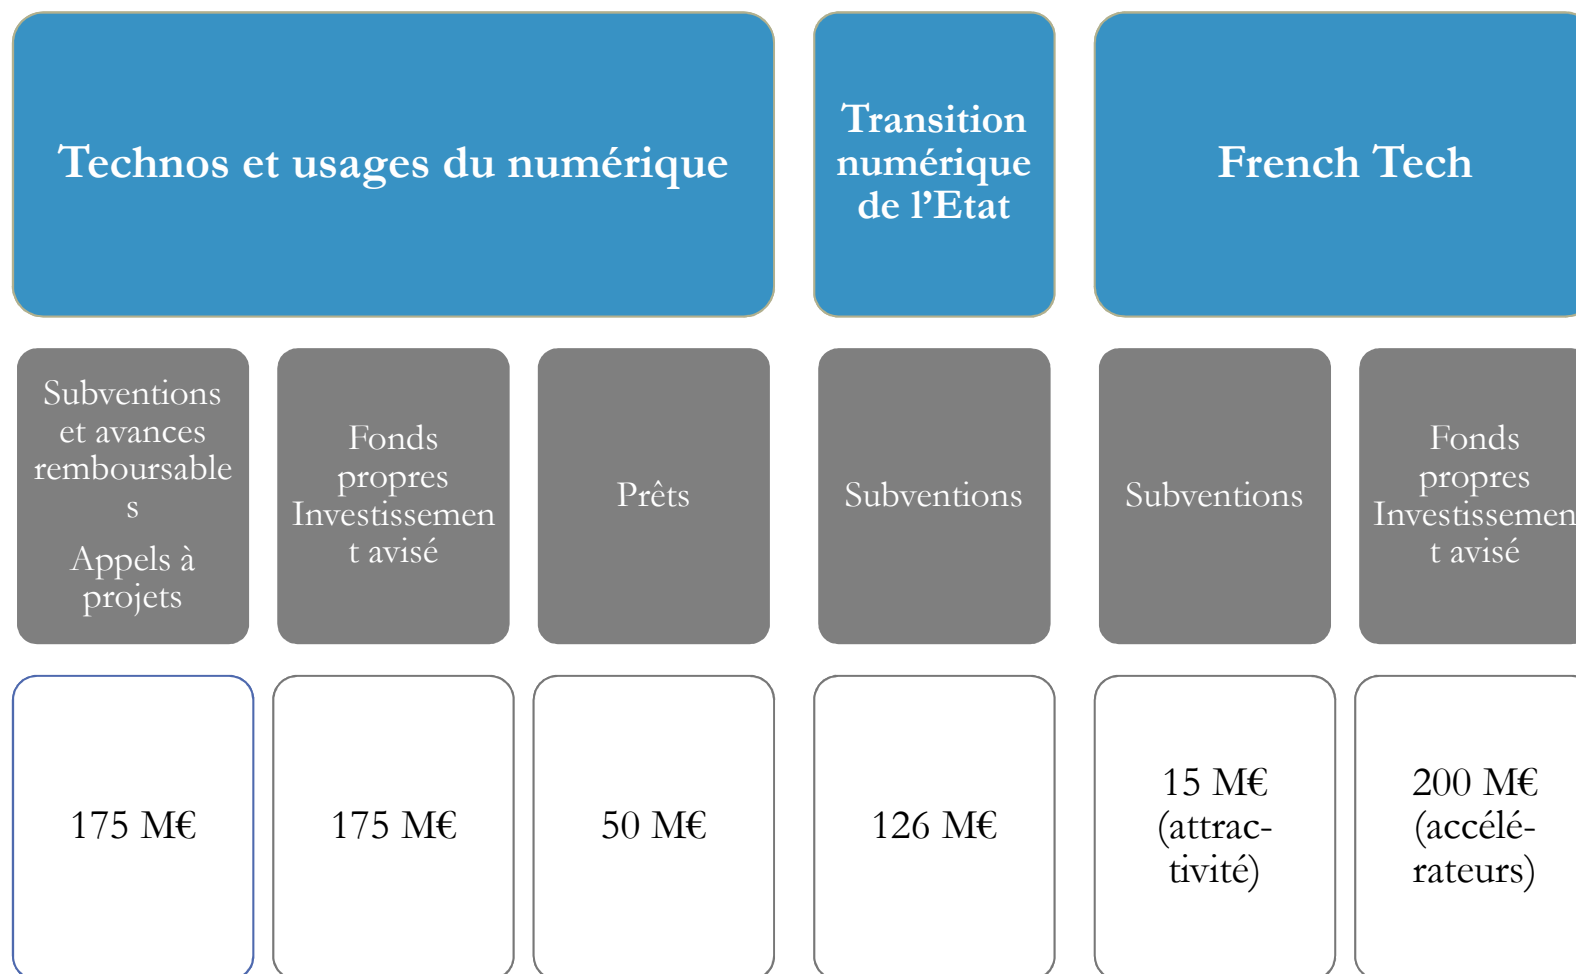 Technos et usages du numérique
Transition
numérique
de l’Etat
French Tech
Subventions
et avances
remboursable
s
Appels à
projets
Fonds
propres
Investissemen
t avisé
Prêts
Subventions
Subventions
Fonds
propres
Investissemen
t avisé
175 M€
175 M€
50 M€
126 M€
15 M€
(attrac-
tivité)
200 M€
(accélé-
rateurs)